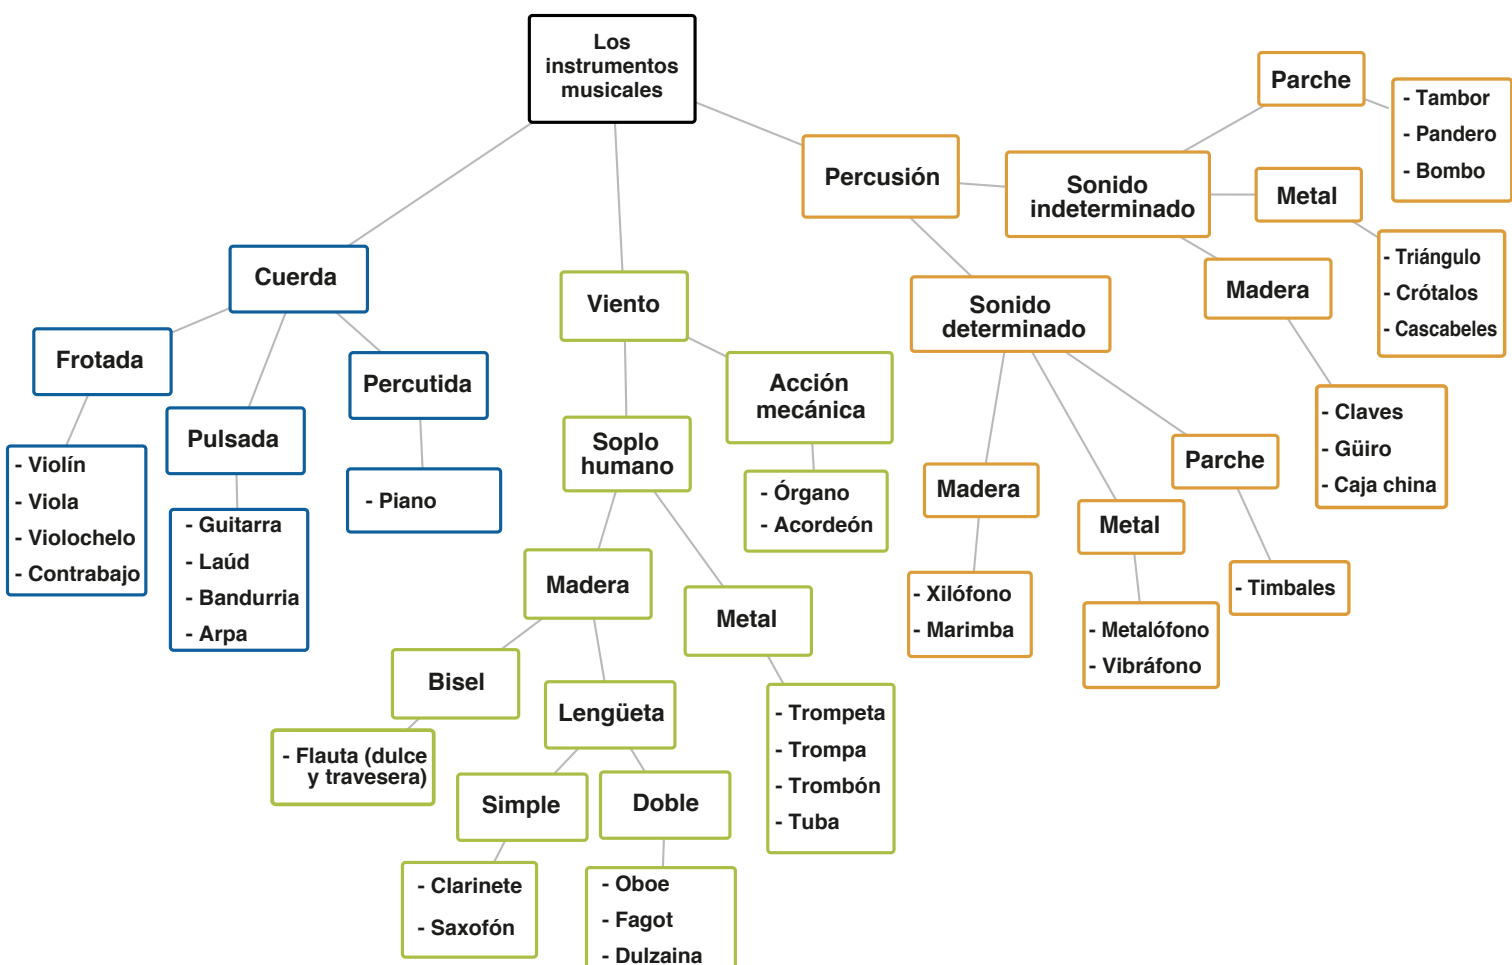 Los
instrumentos
musicales
Cuerda
Frotada
- Violín
- Viola
- Violochelo
- Contrabajo
Pulsada
- Guitarra
- Laúd
- Bandurria
- Arpa
Percutida
- Piano
Viento
Soplo
humano
Madera
Bisel
- Flauta (dulce
y travesera)
Lengüeta
Simple
- Clarinete
- Saxofón
Doble
- Oboe
- Fagot
- Dulzaina
Metal
- Trompeta
- Trompa
- Trombón
- Tuba
Acción
mecánica
- Órgano
- Acordeón
Percusión
Sonido
determinado
Madera
- Xilófono
- Marimba
Metal
- Metalófono
- Vibráfono
Parche
- Timbales
Sonido
indeterminado
Parche
- Tambor
- Pandero
- Bombo
Metal
- Triángulo
- Crótalos
- Cascabeles
Madera
- Claves
- Güiro
- Caja china